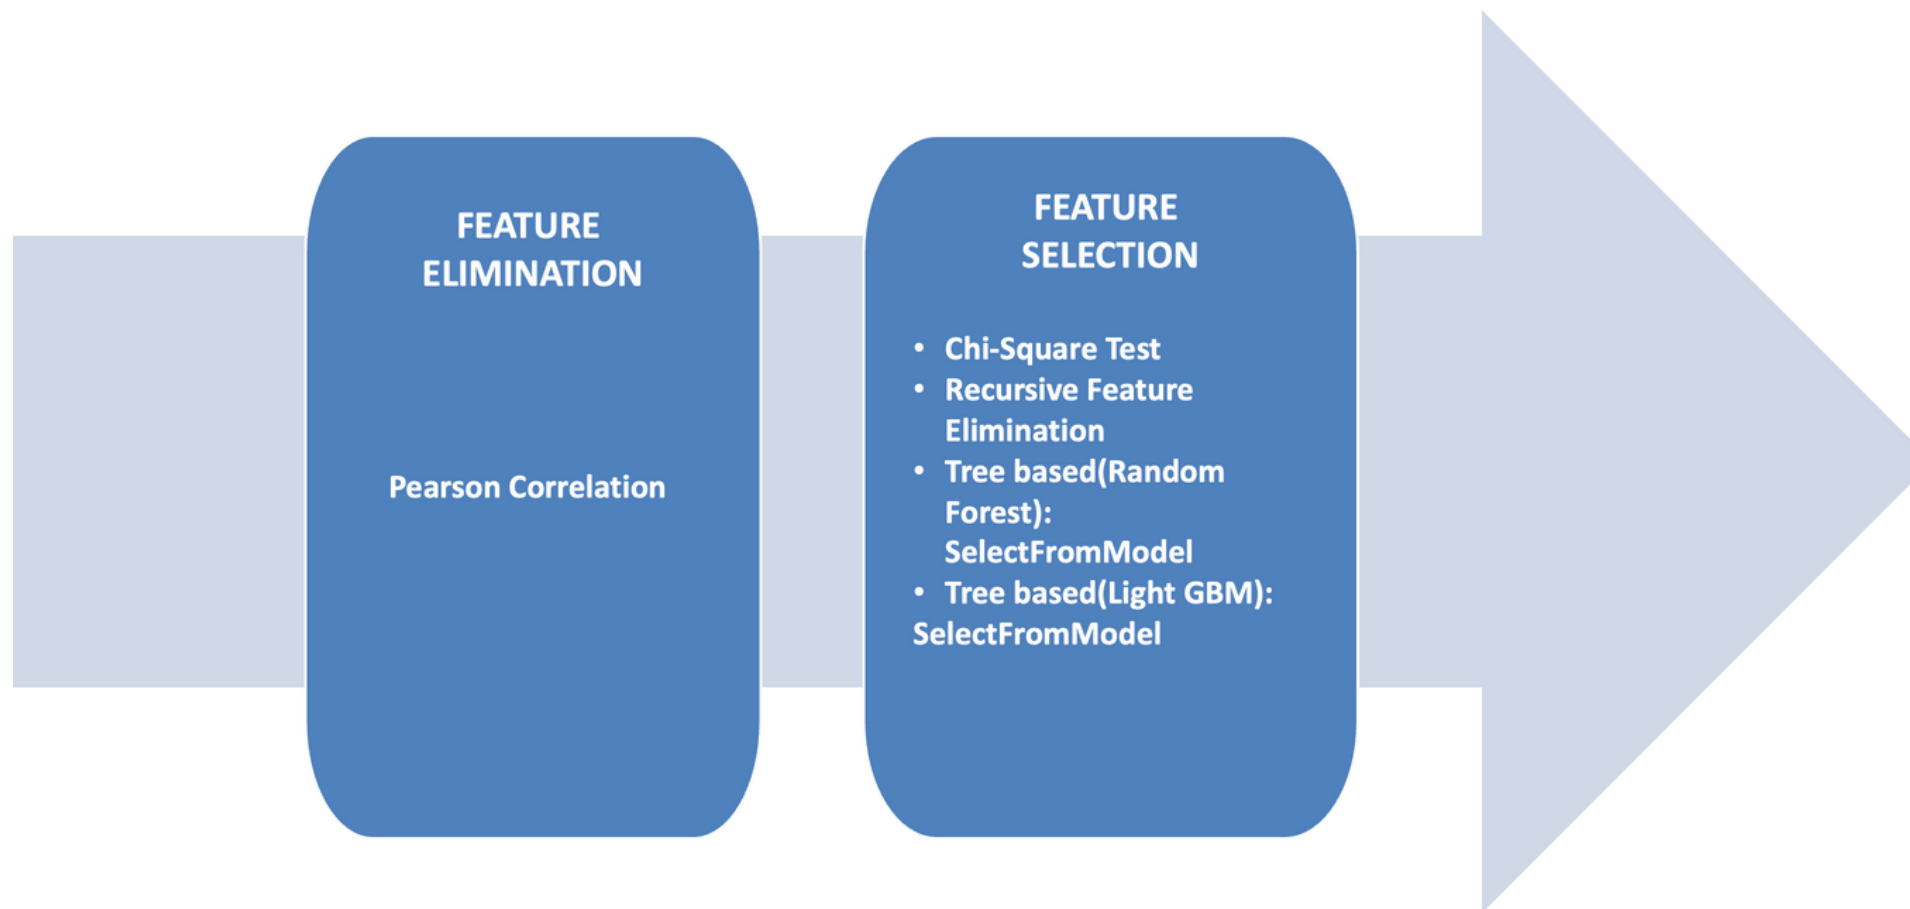 FEATURE
ELIMINATION
Pearson Correlation
FEATURE
SELECTION
• Chi-Square Test
• Recursive Feature
Elimination
• Tree based(Random
Forest):
SelectFromModel
• Tree based(Light GBM):
SelectFromModel